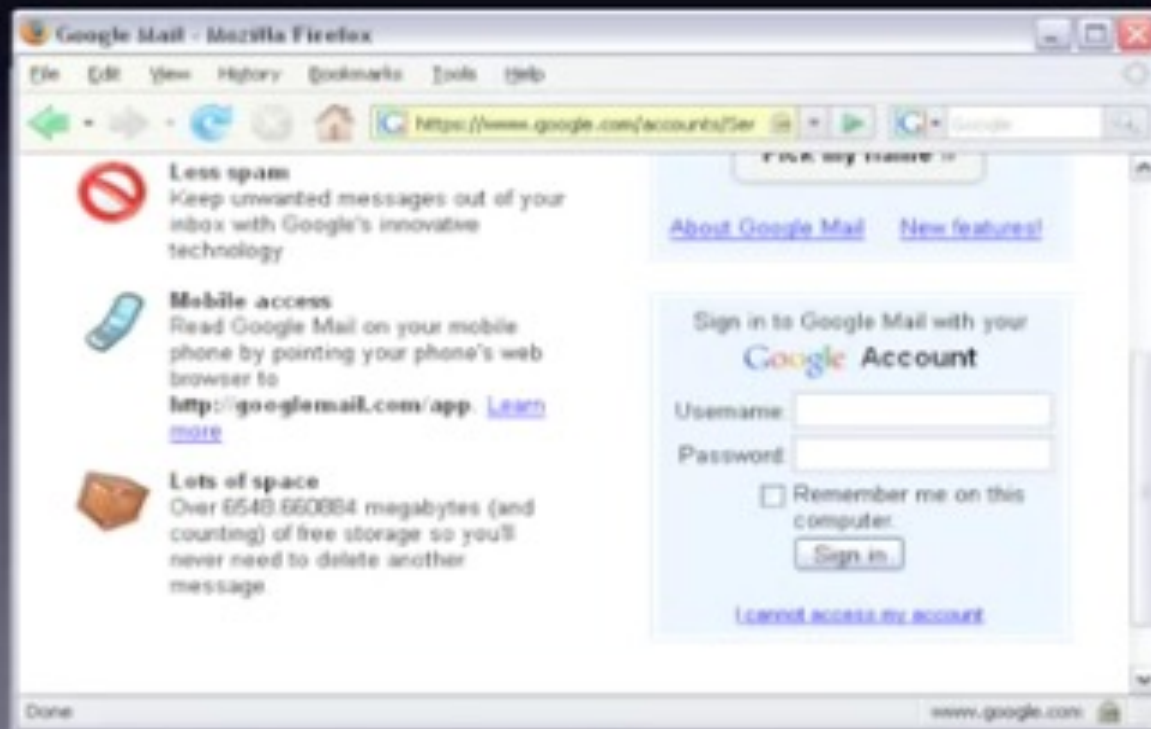 Google Mail - Mozilla Firefox
File Edit View History Bookmarks Tools Help
https://www.google.com/accounts/Ser
Google
Less spam
Keep unwanted messages out of your
inbox with Google's innovative
technology
Mobile access
Read Google Mail on your mobile
phone by pointing your phone's web
browser to
http://googlemail.com/app. Learn
more
Lots of space
Over 6548.660884 megabytes (and
counting) of free storage so you'll
never need to delete another
message
Pick my name »
About Google Mail New features!
Sign in to Google Mail with your
Google Account
Username:
Password:
Remember me on this
computer.
Sign in
I cannot access my account
Done www.google.com